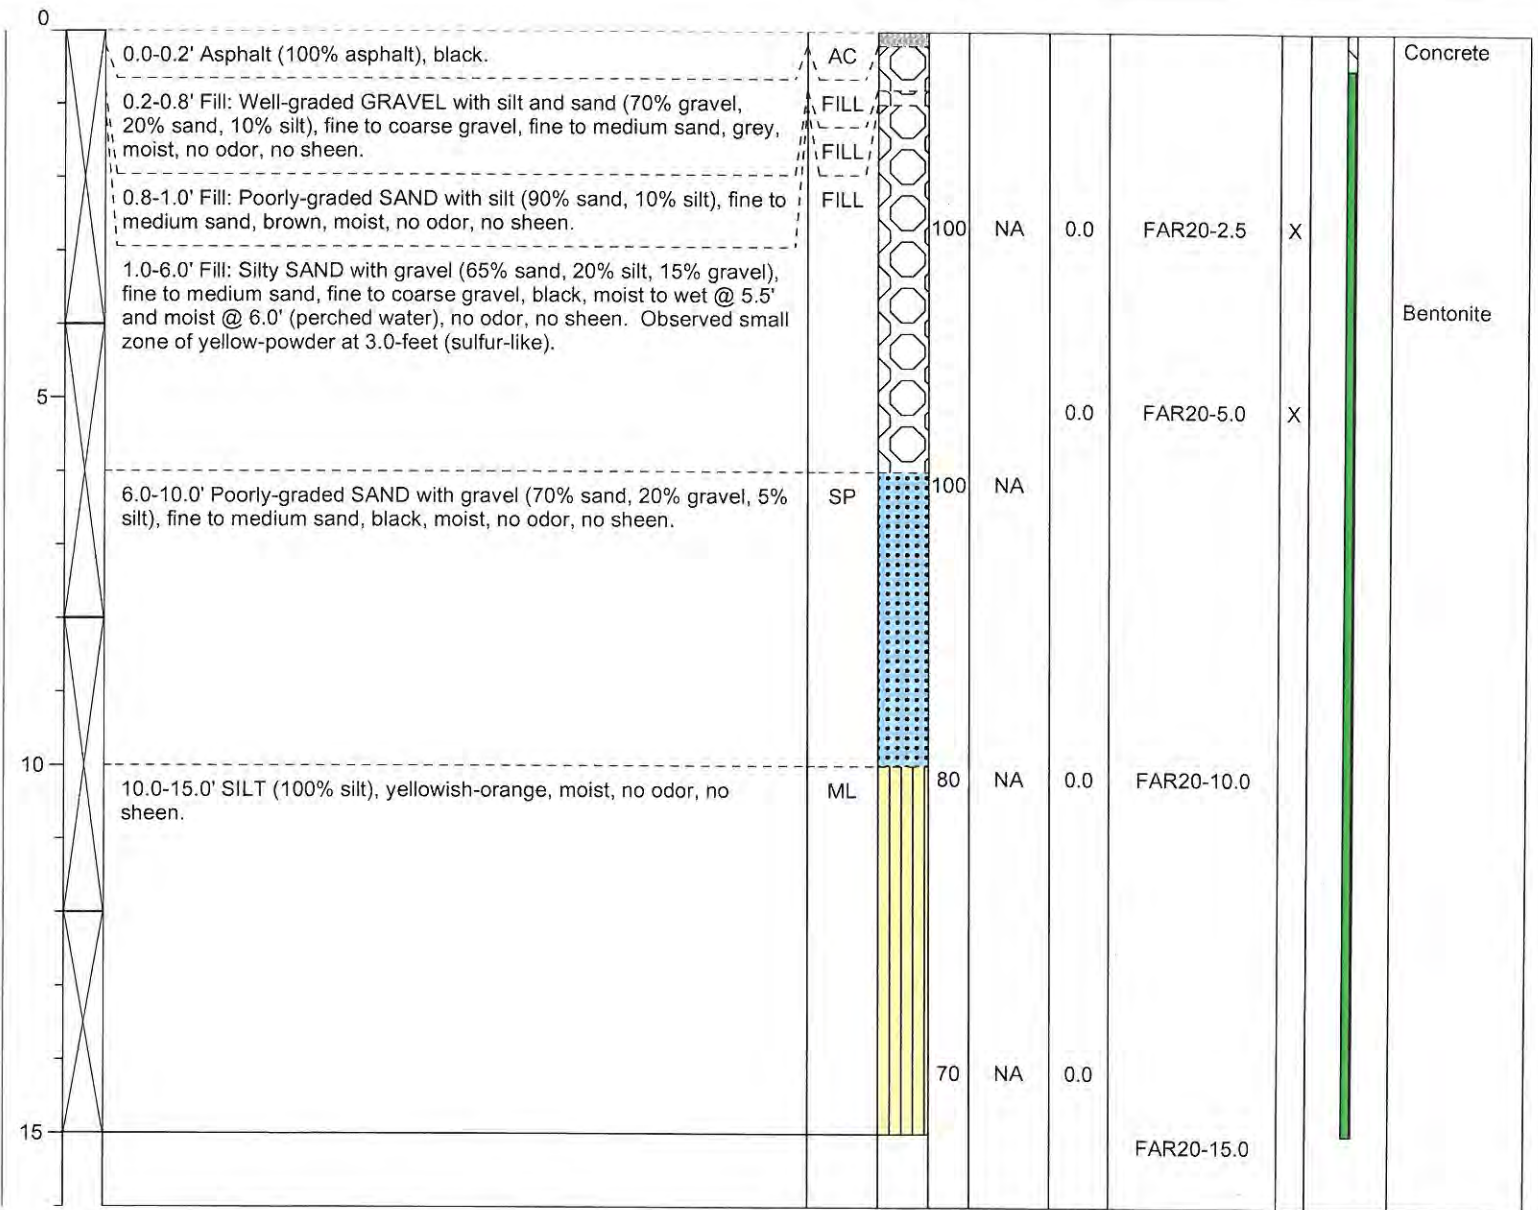 0
0.0-0.2' Asphalt (100% asphalt), black.
AC
Concrete
0.2-0.8' Fill: Well-graded GRAVEL with silt and sand (70% gravel,
20% sand, 10% silt), fine to coarse gravel, fine to medium sand, grey,
moist, no odor, no sheen.
FILL
FILL
0.8-1.0' Fill: Poorly-graded SAND with silt (90% sand, 10% silt), fine to
medium sand, brown, moist, no odor, no sheen.
FILL
100 NA 0.0 FAR20-2.5 X
1.0-6.0' Fill: Silty SAND with gravel (65% sand, 20% silt, 15% gravel),
fine to medium sand, fine to coarse gravel, black, moist to wet @ 5.5'
and moist @ 6.0' (perched water), no odor, no sheen. Observed small
zone of yellow-powder at 3.0-feet (sulfur-like).
Bentonite
5
0.0 FAR20-5.0 X
6.0-10.0' Poorly-graded SAND with gravel (70% sand, 20% gravel, 5%
silt), fine to medium sand, black, moist, no odor, no sheen.
SP
100 NA
10
10.0-15.0' SILT (100% silt), yellowish-orange, moist, no odor, no
sheen.
ML
80 NA 0.0 FAR20-10.0
70 NA 0.0
15
FAR20-15.0